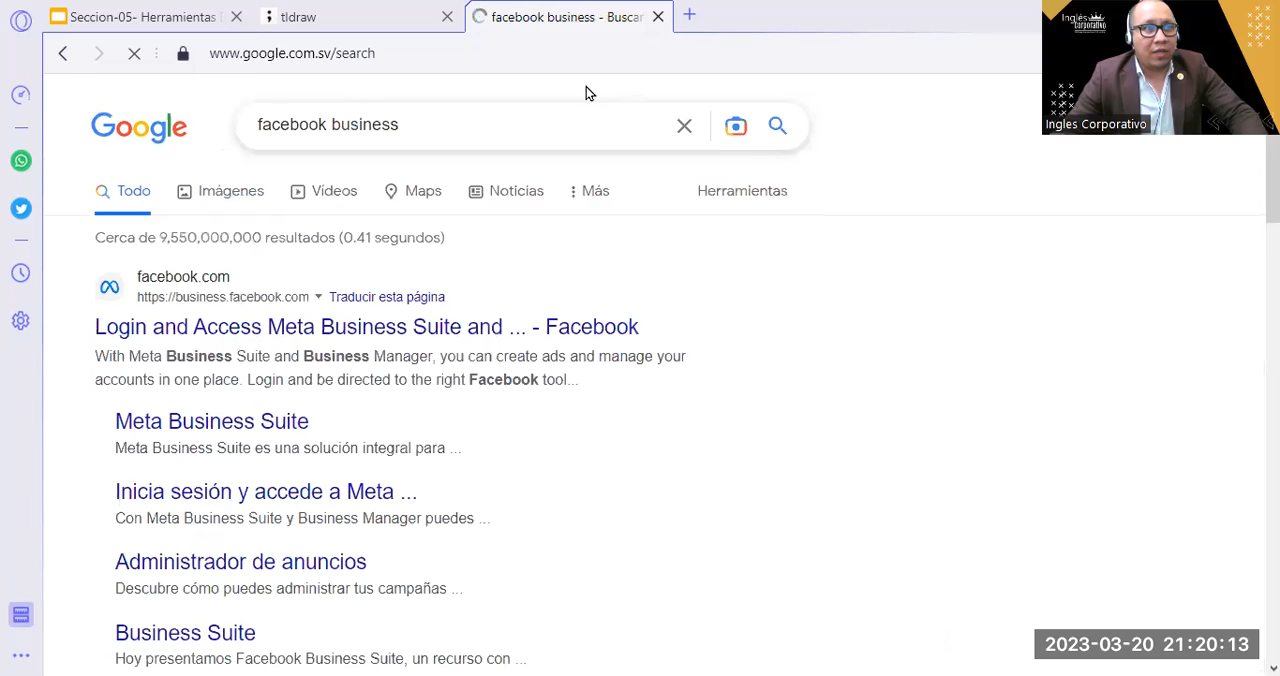 Seccion-05- Herramientas
tldraw
facebook business - Buscar
www.google.com.sv/search
Inglés
Corporativo
Ingles Corporativo
Google
facebook business
Todo
Imágenes
Videos
Maps
Noticias
Más
Herramientas
Cerca de 9,550,000,000 resultados (0.41 segundos)
facebook.com
https://business.facebook.com
Traducir esta página
Login and Access Meta Business Suite and ... - Facebook
With Meta Business Suite and Business Manager, you can create ads and manage your
accounts in one place. Login and be directed to the right Facebook tool...
Meta Business Suite
Meta Business Suite es una solución integral para ...
Inicia sesión y accede a Meta ...
Con Meta Business Suite y Business Manager puedes ...
Administrador de anuncios
Descubre cómo puedes administrar tus campañas ...
Business Suite
Hoy presentamos Facebook Business Suite, un recurso con ...
2023-03-20 21:20:13